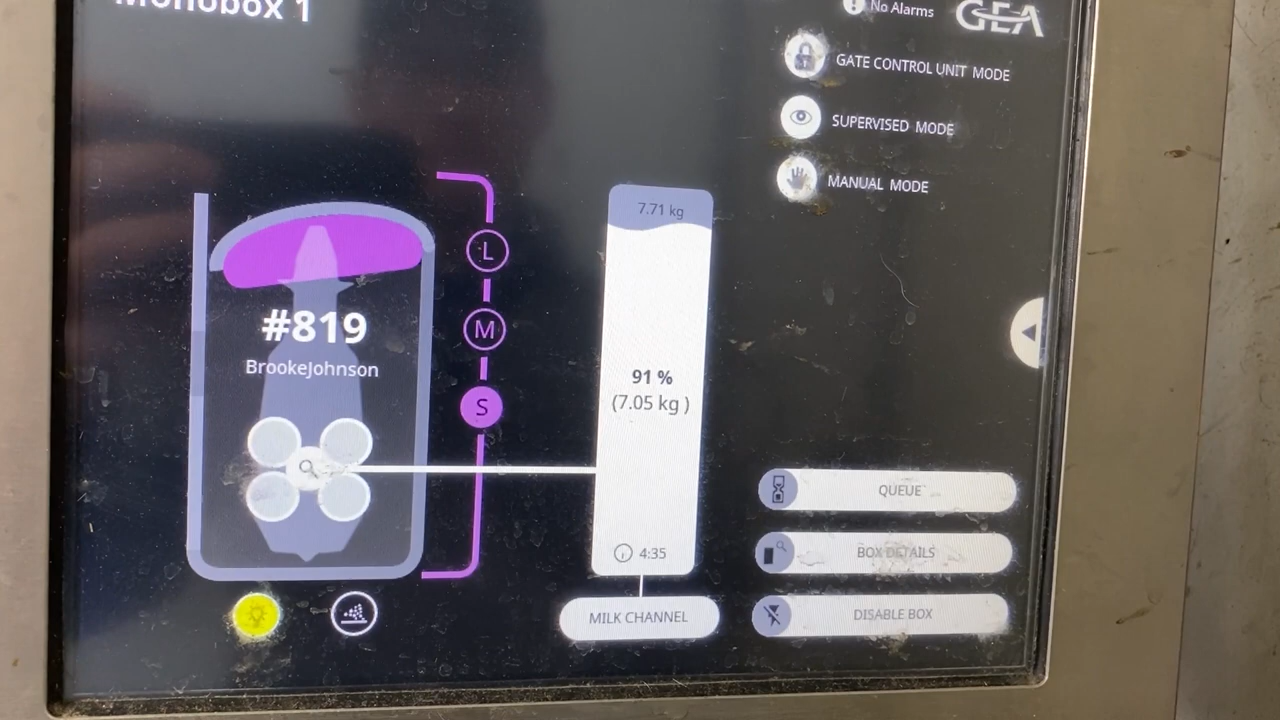 Monobox 1
No Alarms
GEA
GATE CONTROL UNIT MODE
SUPERVISED MODE
MANUAL MODE
7.71 kg
L
#819
M
BrookeJohnson
91 %
(7.05 kg )
S
QUEUE
4:35
BOX DETAILS
MILK CHANNEL
DISABLE BOX